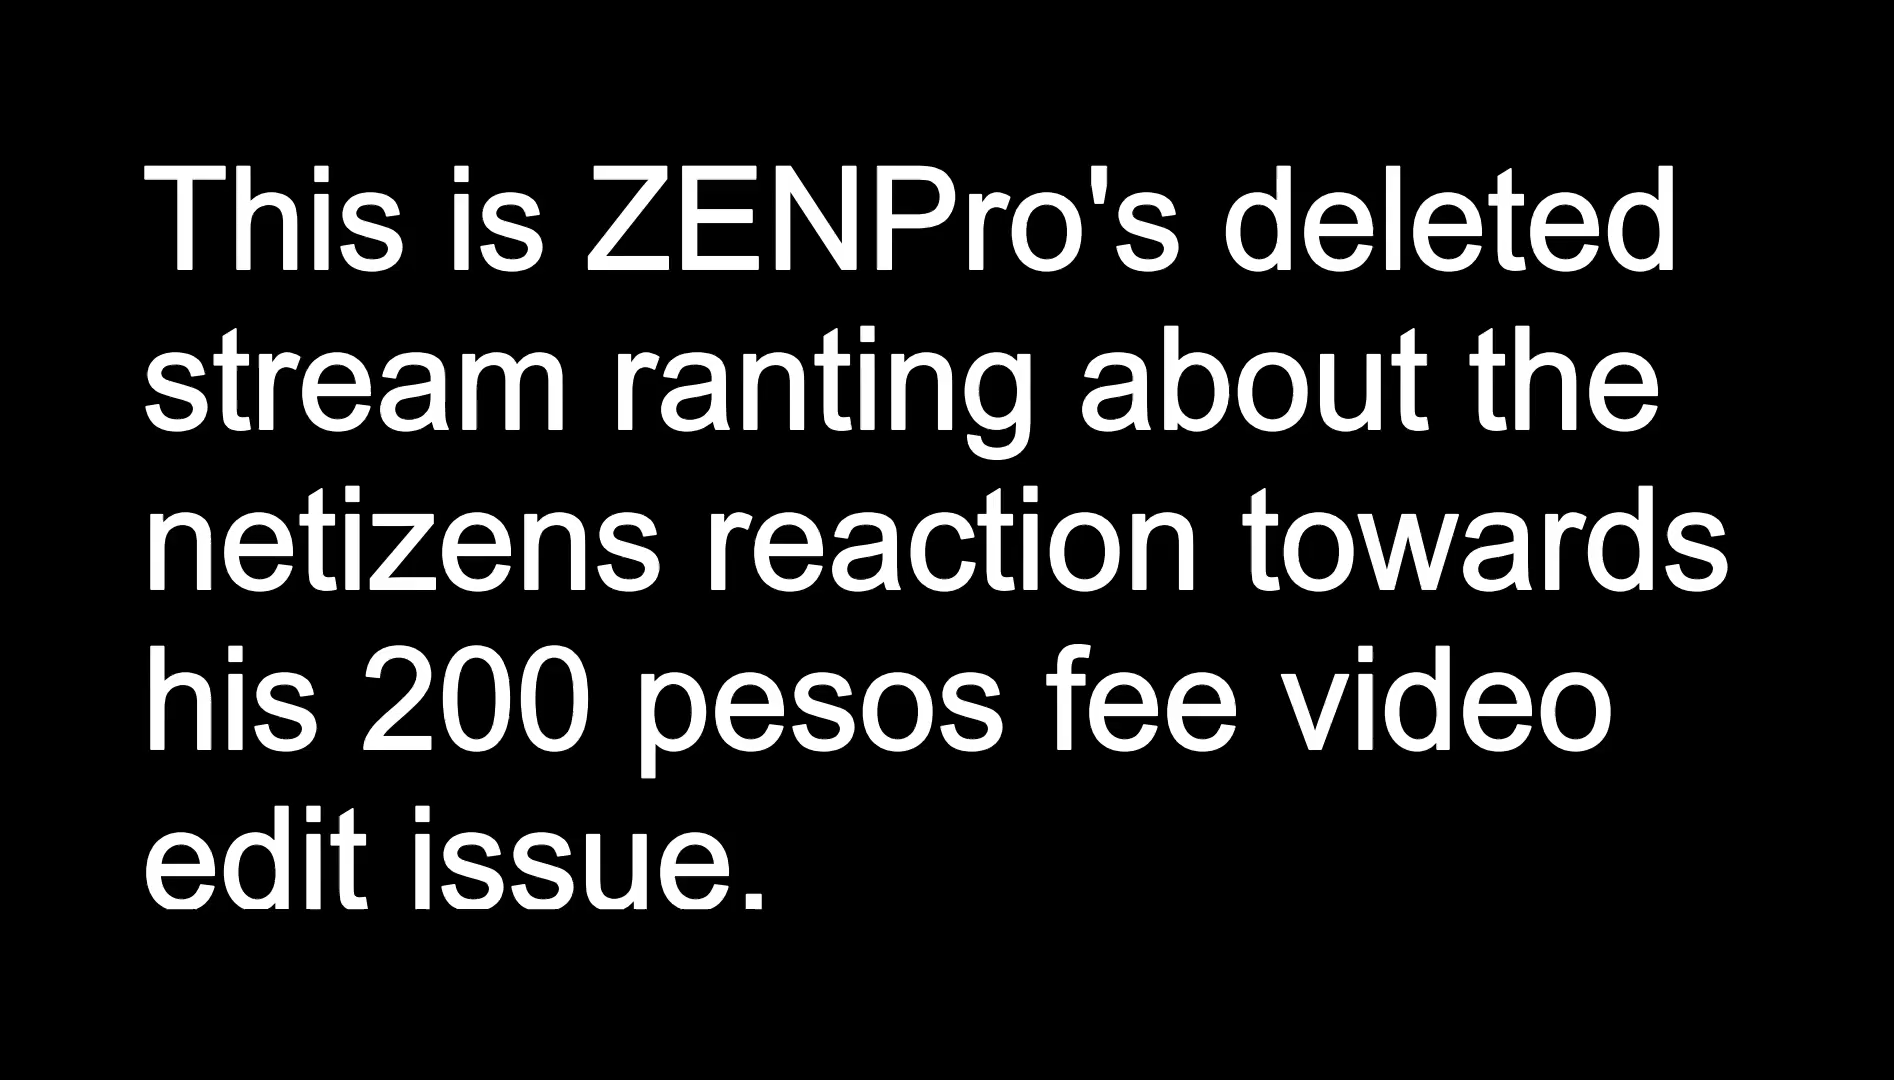 This is ZENPro's deleted
stream ranting about the
netizens reaction towards
his 200 pesos fee video
edit issue.